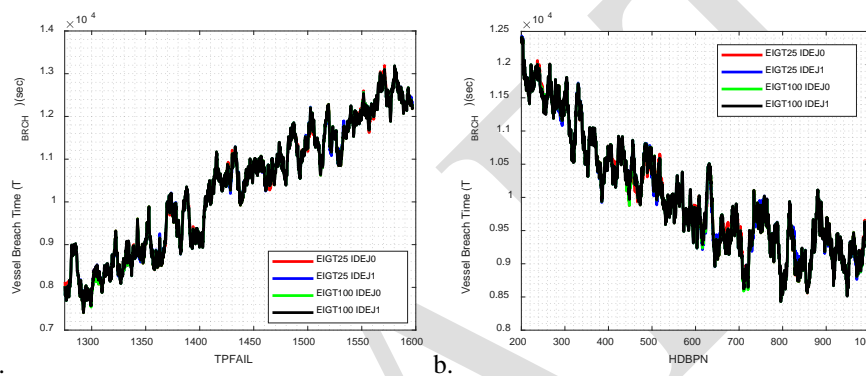 × 10⁴
1.4
1.3
1.2
1.1
1
0.9
0.8
0.7
Vessel Breach Time (T BRCH )(sec)
EIGT25 IDEJ0
EIGT25 IDEJ1
EIGT100 IDEJ0
EIGT100 IDEJ1
1300 1350 1400 1450 1500 1550 1600
TPFAIL
b.
× 10⁴
1.25
1.2
1.15
1.1
1.05
1
0.95
0.9
0.85
0.8
Vessel Breach Time (T BRCH )(sec)
EIGT25 IDEJ0
EIGT25 IDEJ1
EIGT100 IDEJ0
EIGT100 IDEJ1
200 300 400 500 600 700 800 900
HDBPN